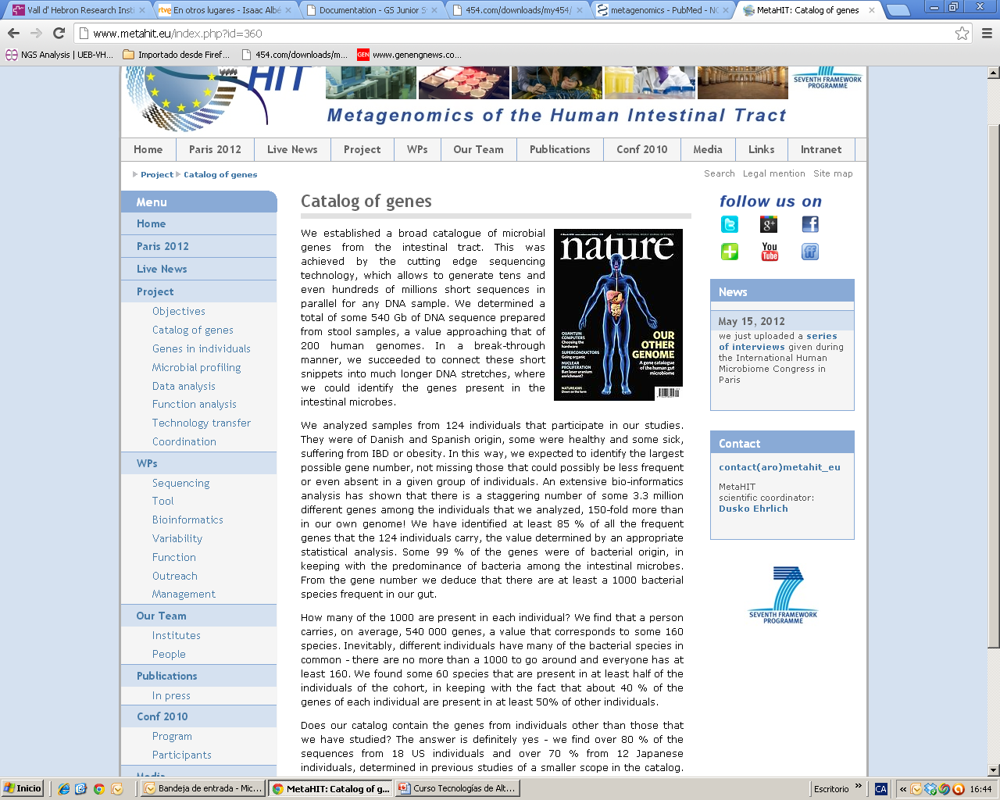 Vall d' Hebron Research Insti
En otros lugares - Isaac Albé
Documentation - GS Junior S
454.com/downloads/my454/
metagenomics - PubMed - NC
MetaHIT: Catalog of genes
www.metahit.eu/index.php?id=360
NGS Analysis | UEB-VH...
Importado desde Firef...
454.com/downloads/m...
GEN
www.genengnews.co...
HIT
SEVENTH FRAMEWORK
PROGRAMME
Metagenomics of the Human Intestinal Tract
Home
Paris 2012
Live News
Project
WPs
Our Team
Publications
Conf 2010
Media
Links
Intranet
Project
Catalog of genes
Search
Legal mention
Site map
Menu
Home
Paris 2012
Live News
Project
Objectives
Catalog of genes
Genes in individuals
Microbial profiling
Data analysis
Function analysis
Technology transfer
Coordination
WPs
Sequencing
Tool
Bioinformatics
Variability
Function
Outreach
Management
Our Team
Institutes
People
Publications
In press
Conf 2010
Program
Participants
Media
Catalog of genes
We established a broad catalogue of microbial
genes from the intestinal tract. This was
achieved by the cutting edge sequencing
technology, which allows to generate tens and
even hundreds of millions short sequences in
parallel for any DNA sample. We determined a
total of some 540 Gb of DNA sequence prepared
from stool samples, a value approaching that of
200 human genomes. In a break-through
manner, we succeeded to connect these short
snippets into much longer DNA stretches, where
we could identify the genes present in the
intestinal microbes.
nature
QUANTUM
COMPUTERS
Choosing the
hardware
SUPERCONDUCTORS
Going organic
NUCLEAR
PROLIFERATION
Ban laser uranium
enrichment?
NATUREJOBS
Down on the farm
OUR
OTHER
GENOME
A gene catalogue
of the human gut
microbiome
We analyzed samples from 124 individuals that participate in our studies.
They were of Danish and Spanish origin, some were healthy and some sick,
suffering from IBD or obesity. In this way, we expected to identify the largest
possible gene number, not missing those that could possibly be less frequent
or even absent in a given group of individuals. An extensive bio-informatics
analysis has shown that there is a staggering number of some 3.3 million
different genes among the individuals that we analyzed, 150-fold more than
in our own genome! We have identified at least 85 % of all the frequent
genes that the 124 individuals carry, the value determined by an appropriate
statistical analysis. Some 99 % of the genes were of bacterial origin, in
keeping with the predominance of bacteria among the intestinal microbes.
From the gene number we deduce that there are at least a 1000 bacterial
species frequent in our gut.
How many of the 1000 are present in each individual? We find that a person
carries, on average, 540 000 genes, a value that corresponds to some 160
species. Inevitably, different individuals have many of the bacterial species in
common - there are no more than a 1000 to go around and everyone has at
least 160. We found some 60 species that are present in at least half of the
individuals of the cohort, in keeping with the fact that about 40 % of the
genes of each individual are present in at least 50% of other individuals.
Does our catalog contain the genes from individuals other than those that
we have studied? The answer is definitely yes - we find over 80 % of the
sequences from 18 US individuals and over 70 % from 12 Japanese
individuals, determined in previous studies of a smaller scope in the catalog.
follow us on
You
Tube
News
May 15, 2012
we just uploaded a series
of interviews given during
the International Human
Microbiome Congress in
Paris
Contact
contact(aro)metahit_eu
MetaHIT
scientific coordinator:
Dusko Ehrlich
SEVENTH FRAMEWORK
PROGRAMME
Inicio
Bandeja de entrada - Mic...
MetaHIT: Catalog of g...
Curso Tecnologías de Alt...
Escritorio
CA
16:44